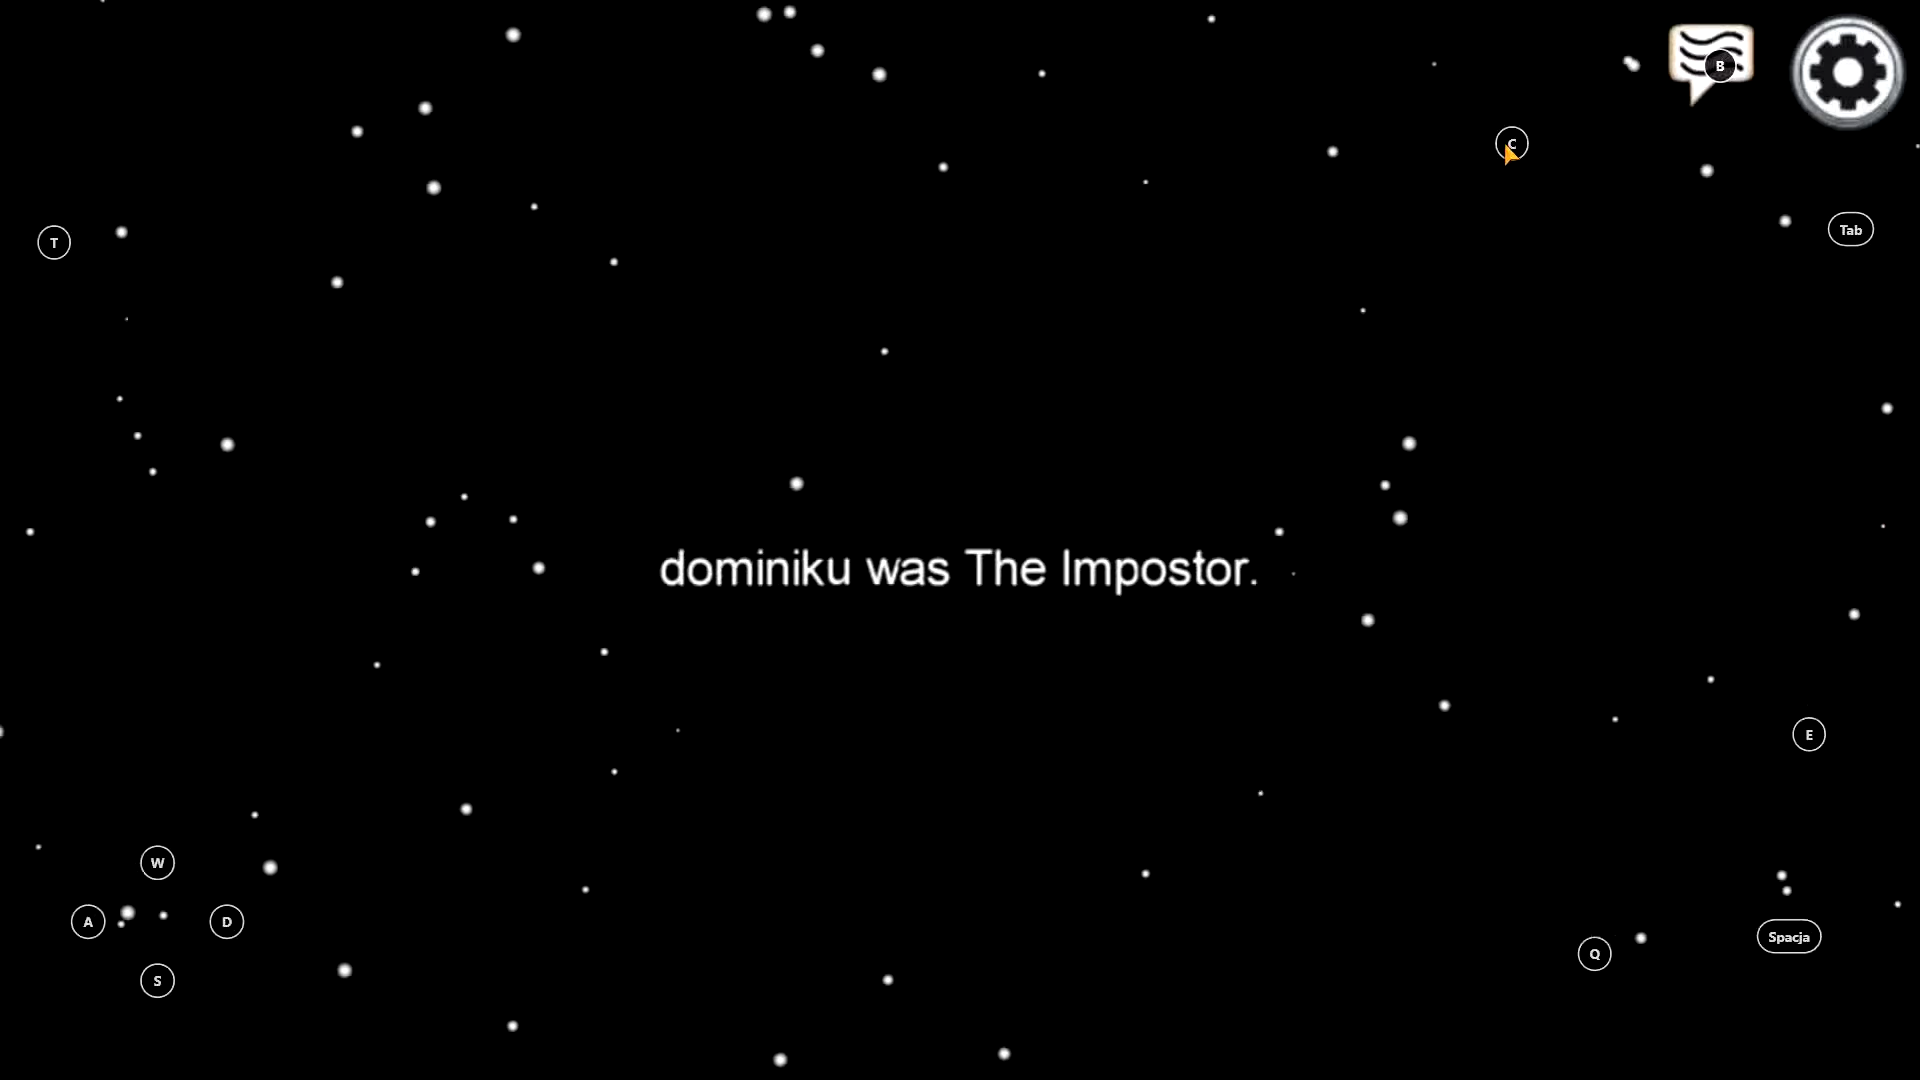 B
C
T
Tab
dominiku was The Impostor.
E
W
A
D
Spacja
Q
S